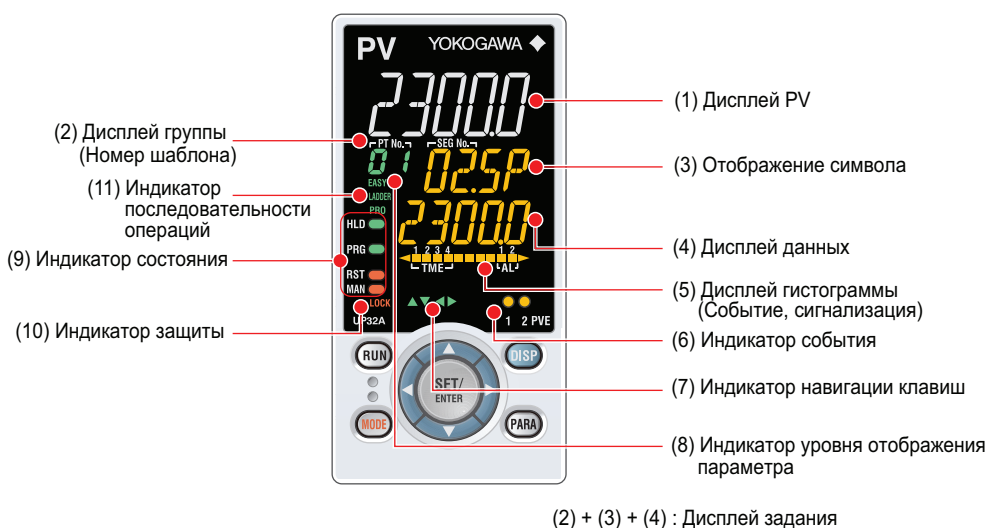 PV YOKOGAWA
2300.0
(1) Дисплей PV
(2) Дисплей группы
(Номер шаблона)
PT No. SEG No.
01 02.SP
(3) Отображение символа
EASY
LADDER
PRO
(11) Индикатор
последовательности
операций
2300.0
(4) Дисплей данных
HLD
PRG
RST
MAN
(9) Индикатор состояния
1 2 3 4 1 2
TME AL
(5) Дисплей гистограммы
(Событие, сигнализация)
LOCK
(10) Индикатор защиты
UP32A
1 2 PVE
(6) Индикатор события
RUN
DISP
SET/
ENTER
(7) Индикатор навигации клавиш
MODE
PARA
(8) Индикатор уровня отображения
параметра
(2) + (3) + (4) : Дисплей задания